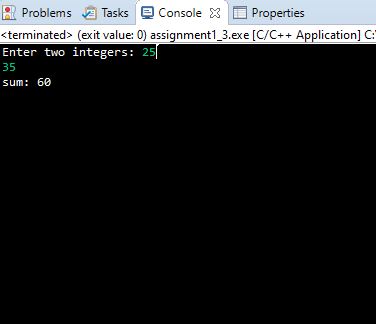 Problems Tasks Console Properties
<terminated> (exit value: 0) assignment1_3.exe [C/C++ Application] C:
Enter two integers: 25
35
sum: 60